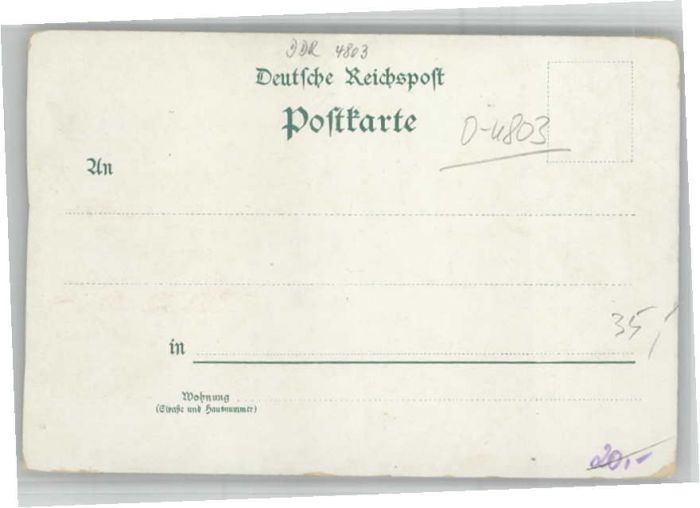 DDR 4803
Deutsche Reichspost
Postkarte
D-4803
An
35,-
in
Wohnung
(Straße und Hausnummer)
20,-